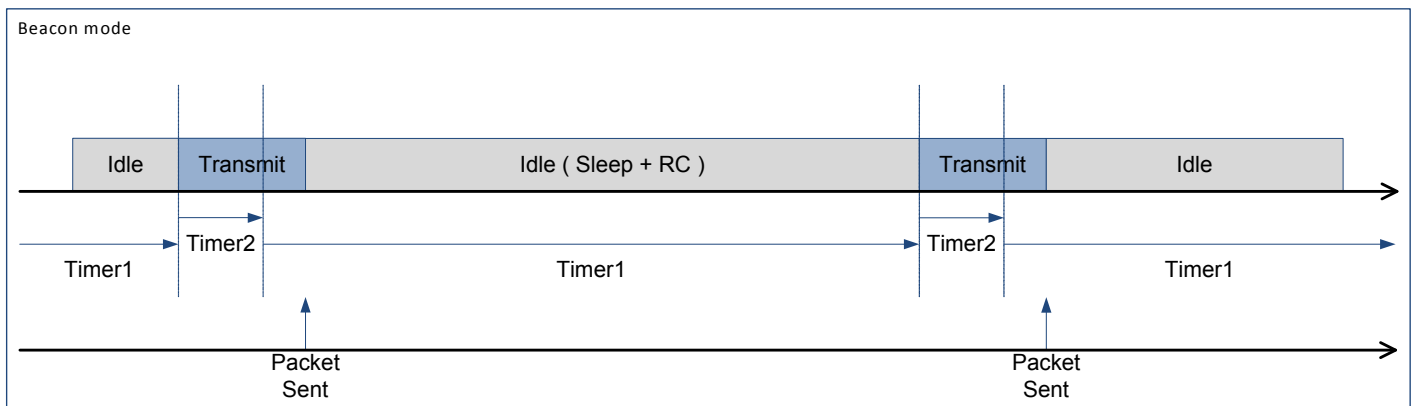 Beacon mode
Idle
Transmit
Idle ( Sleep + RC )
Transmit
Idle
Timer2
Timer2
Timer1
Timer1
Timer1
Packet
Sent
Packet
Sent